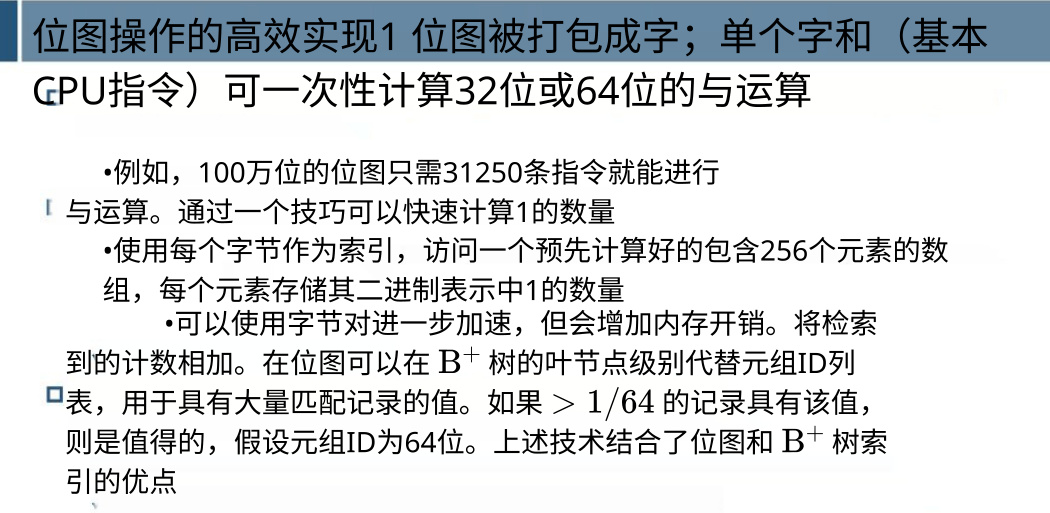 位图操作的高效实现1 位图被打包成字；单个字和（基本
CPU指令）可一次性计算32位或64位的与运算
•例如，100万位的位图只需31250条指令就能进行
与运算。通过一个技巧可以快速计算1的数量
•使用每个字节作为索引，访问一个预先计算好的包含256个元素的数
组，每个元素存储其二进制表示中1的数量
•可以使用字节对进一步加速，但会增加内存开销。将检索
到的计数相加。在位图可以在 B⁺ 树的叶节点级别代替元组ID列
表，用于具有大量匹配记录的值。如果 > 1/64 的记录具有该值，
则是值得的，假设元组ID为64位。上述技术结合了位图和 B⁺ 树索
引的优点